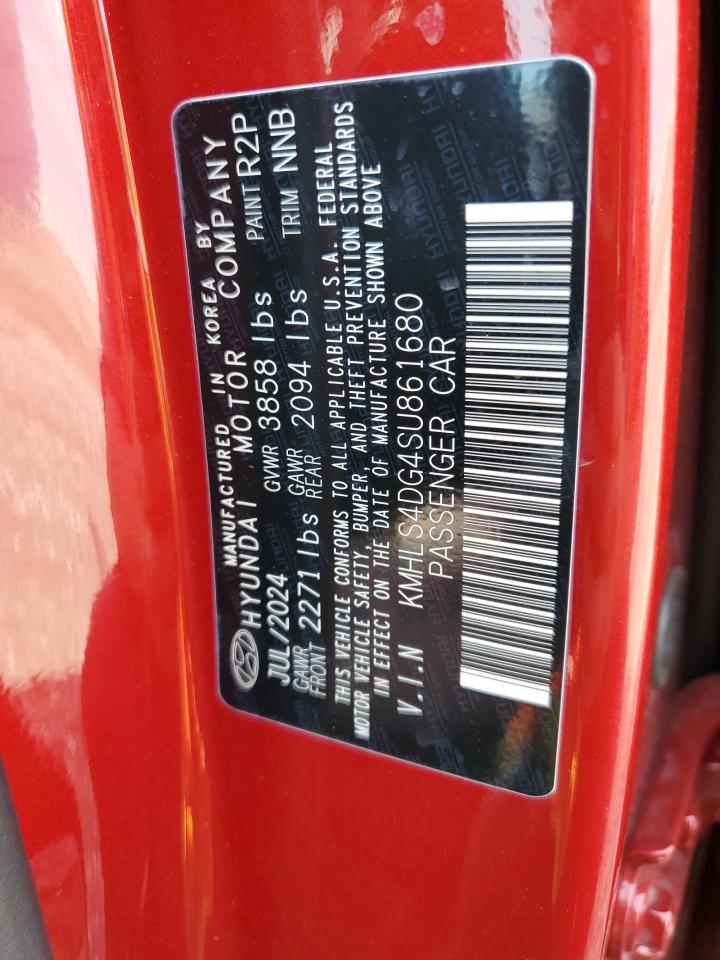 MANUFACTURED IN KOREA BY
HYUNDAI MOTOR COMPANY
JUL/2024 GVWR 3858 lbs PAINT R2P
GAWR FRONT 2271 lbs GAWR REAR 2094 lbs TRIM NNB
THIS VEHICLE CONFORMS TO ALL APPLICABLE U.S.A. FEDERAL
MOTOR VEHICLE SAFETY, BUMPER, AND THEFT PREVENTION STANDARDS
IN EFFECT ON THE DATE OF MANUFACTURE SHOWN ABOVE
V.I.N KMHLS4DG4SU861680
PASSENGER CAR